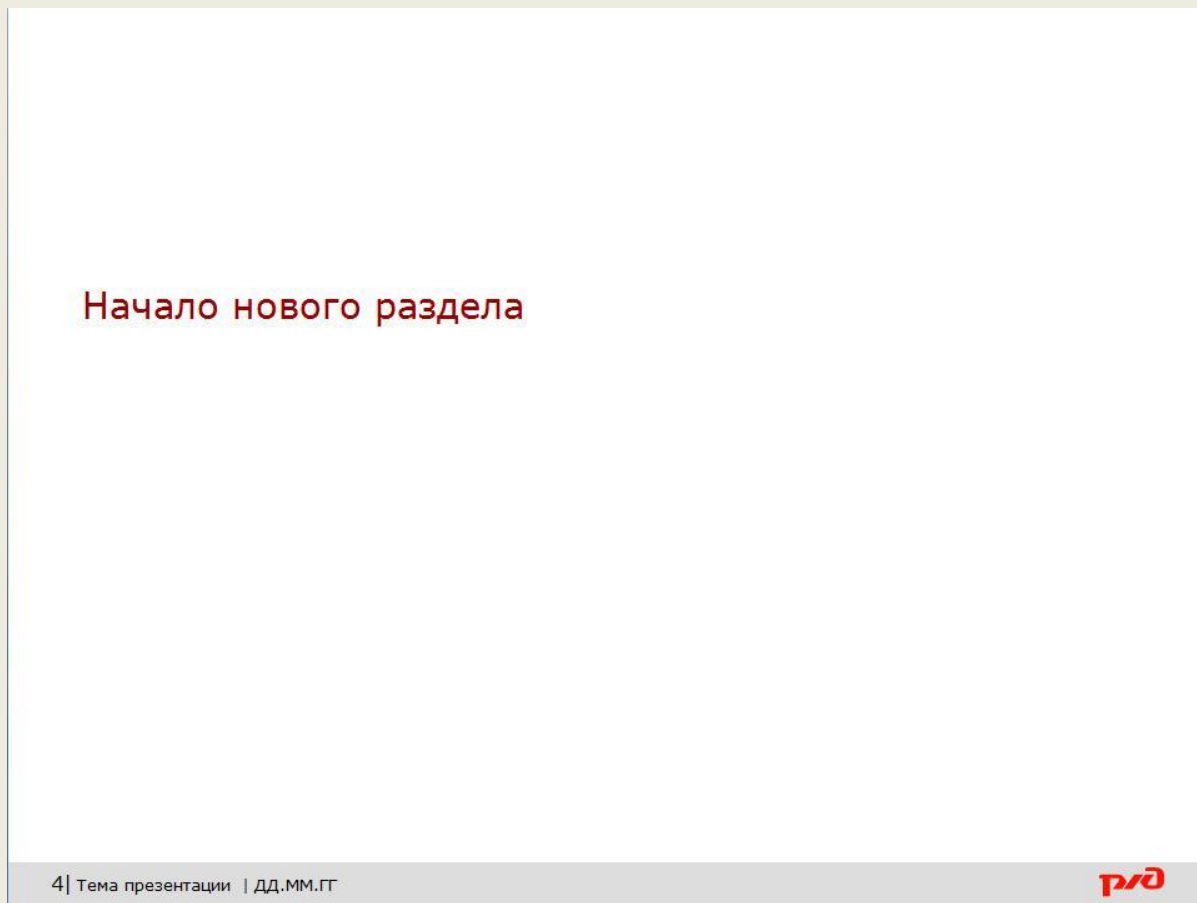 Начало нового раздела
4| Тема презентации | ДД.ММ.ГГ
ржд